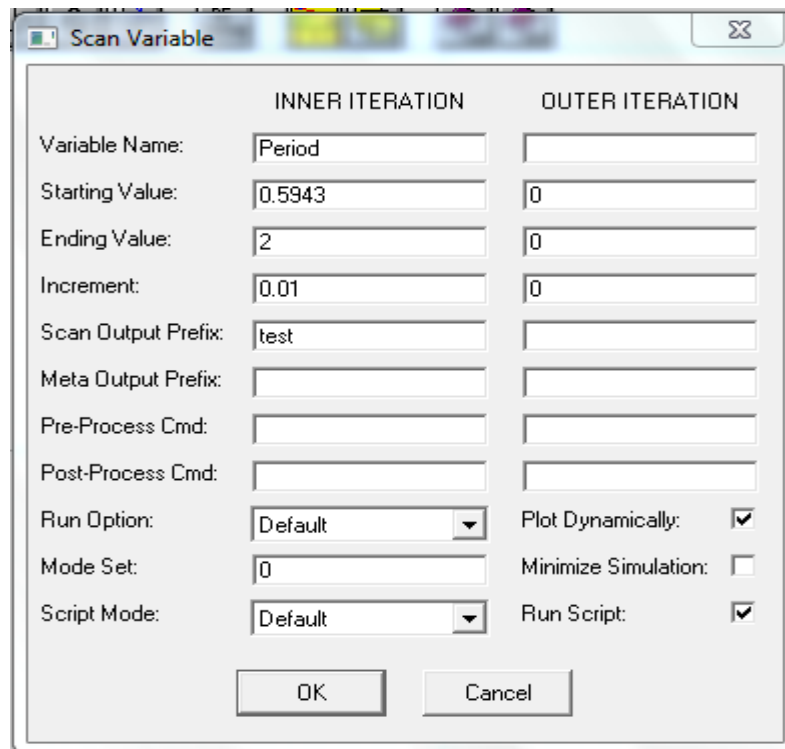 Scan Variable
INNER ITERATION OUTER ITERATION
Variable Name: Period
Starting Value: 0.5943 0
Ending Value: 2 0
Increment: 0.01 0
Scan Output Prefix: test
Meta Output Prefix:
Pre-Process Cmd:
Post-Process Cmd:
Run Option: Default Plot Dynamically:
Mode Set: 0 Minimize Simulation:
Script Mode: Default Run Script:
OK Cancel